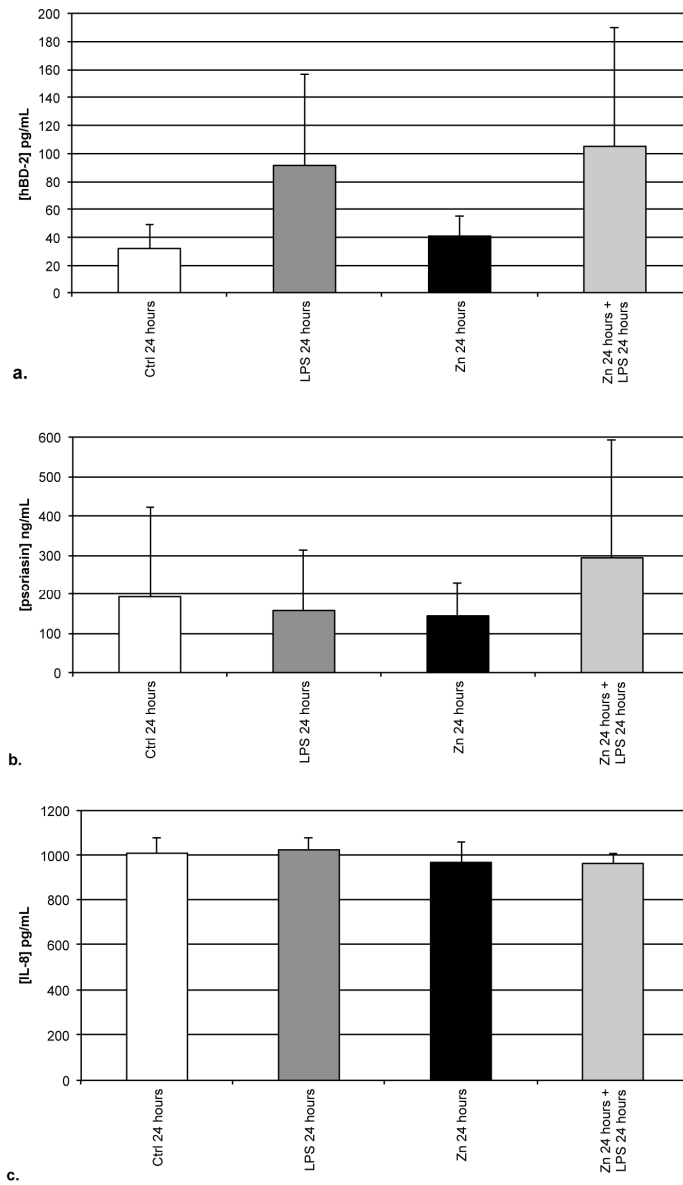 200
180
160
140
120
100
80
60
40
20
0
[hBD-2] pg/mL
Ctrl 24 hours
LPS 24 hours
Zn 24 hours
Zn 24 hours +
LPS 24 hours
a.
600
500
400
300
200
100
0
[psoriasin] ng/mL
Ctrl 24 hours
LPS 24 hours
Zn 24 hours
Zn 24 hours +
LPS 24 hours
b.
1200
1000
800
600
400
200
0
[IL-8] pg/mL
Ctrl 24 hours
LPS 24 hours
Zn 24 hours
Zn 24 hours +
LPS 24 hours
c.